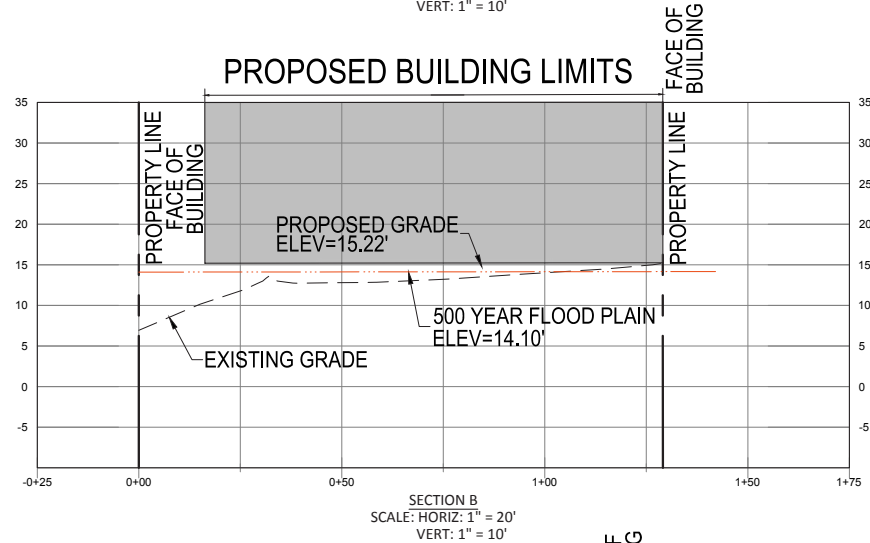 VERT: 1" = 10'
PROPOSED BUILDING LIMITS
FACE OF
BUILDING
35
30
25
20
15
10
5
0
-5
PROPERTY LINE
FACE OF
BUILDING
PROPOSED GRADE
ELEV=15.22'
500 YEAR FLOOD PLAIN
ELEV=14.10'
EXISTING GRADE
PROPERTY LINE
35
30
25
20
15
10
5
0
-5
-0+25
0+00
0+50
1+00
1+50
1+75
SECTION B
SCALE: HORIZ: 1" = 20'
VERT: 1" = 10'